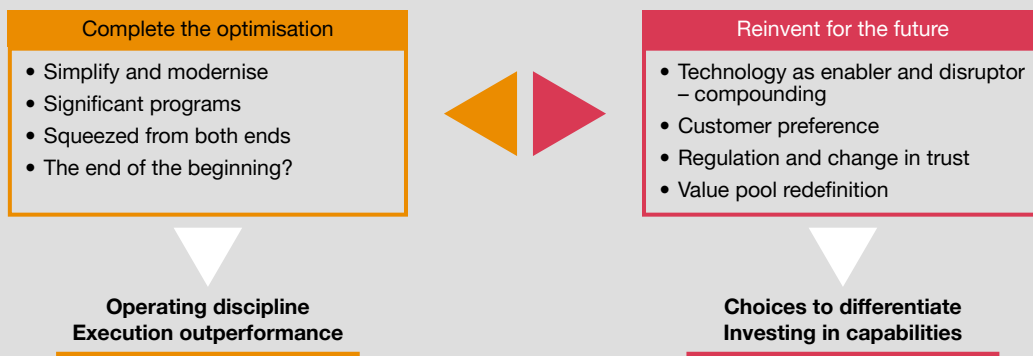 Complete the optimisation
• Simplify and modernise
• Significant programs
• Squeezed from both ends
• The end of the beginning?
Operating discipline
Execution outperformance
Reinvent for the future
• Technology as enabler and disruptor
– compounding
• Customer preference
• Regulation and change in trust
• Value pool redefinition
Choices to differentiate
Investing in capabilities